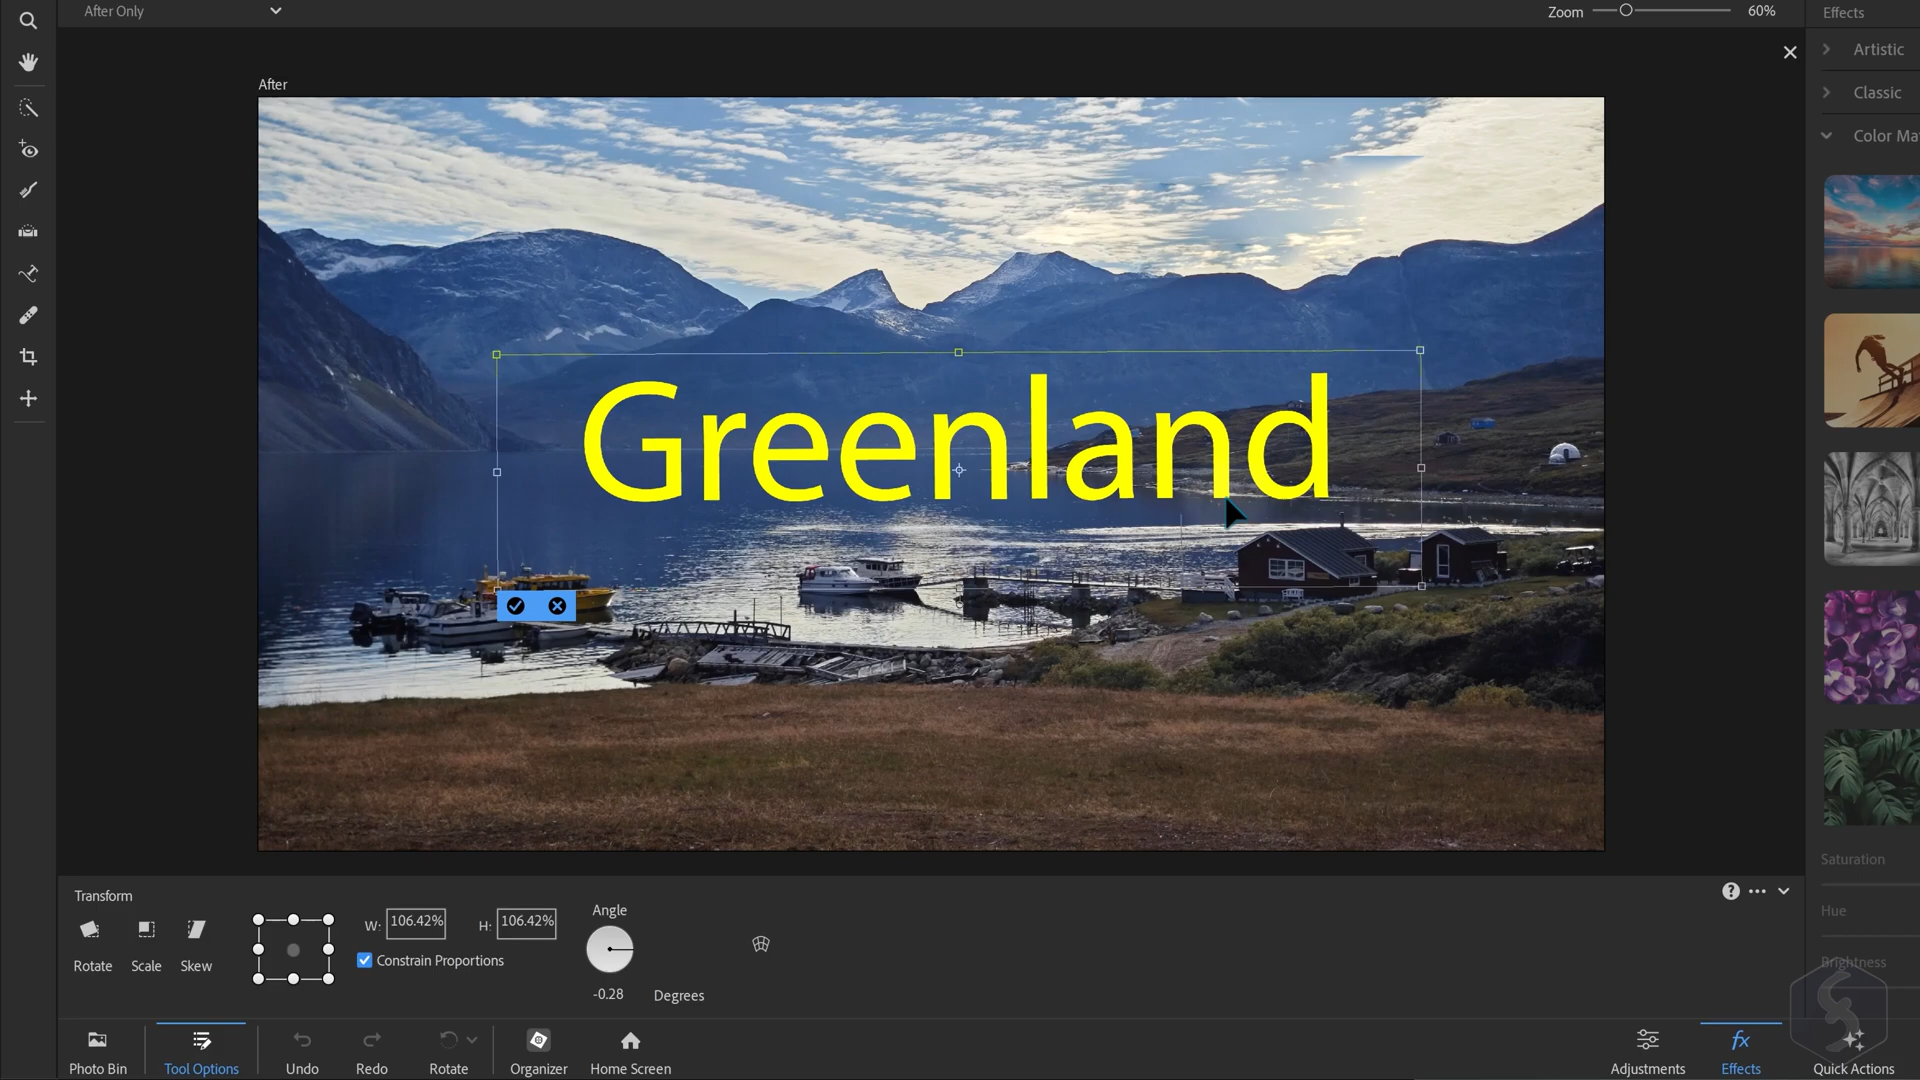 After Only
Zoom
60%
Effects
Artistic
Classic
Color Ma
After
Greenland
Saturation
Hue
Brightness
Transform
Rotate
Scale
Skew
W: 106.42%
H: 106.42%
Constrain Proportions
Angle
-0.28
Degrees
Photo Bin
Tool Options
Undo
Redo
Rotate
Organizer
Home Screen
Adjustments
fx
Effects
Quick Actions